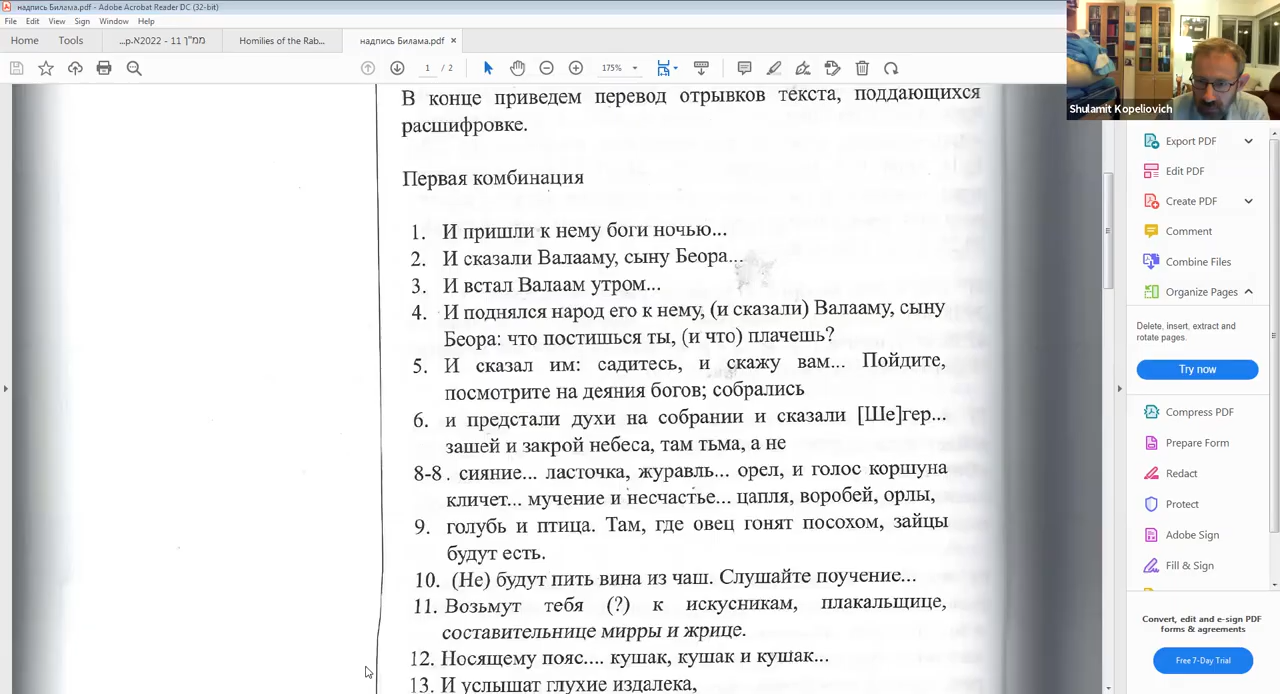 надпись Билама.pdf - Adobe Acrobat Reader DC (32-bit)
File Edit View Sign Window Help
Home Tools ...ממ"ן 11 - 2022א.p Homilies of the Rab... надпись Билама.pdf ×
1 / 2 175%
Shulamit Kopeliovich
В конце приведем перевод отрывков текста, поддающихся
расшифровке.
Первая комбинация
1. И пришли к нему боги ночью...
2. И сказали Валааму, сыну Беора...
3. И встал Валаам утром...
4. И поднялся народ его к нему, (и сказали) Валааму, сыну
Беора: что постишься ты, (и что) плачешь?
5. И сказал им: садитесь, и скажу вам... Пойдите,
посмотрите на деяния богов; собрались
6. и предстали духи на собрании и сказали [Ше]гер...
зашей и закрой небеса, там тьма, а не
8-8 . сияние... ласточка, журавль... орел, и голос коршуна
кличет... мучение и несчастье... цапля, воробей, орлы,
9. голубь и птица. Там, где овец гонят посохом, зайцы
будут есть.
10. (Не) будут пить вина из чаш. Слушайте поучение...
11. Возьмут тебя (?) к искусникам, плакальщице,
составительнице мирры и жрице.
12. Носящему пояс.... кушак, кушак и кушак...
13. И услышат глухие издалека,
Export PDF
Edit PDF
Create PDF
Comment
Combine Files
Organize Pages
Delete, insert, extract and
rotate pages.
Try now
Compress PDF
Prepare Form
Redact
Protect
Adobe Sign
Fill & Sign
Convert, edit and e-sign PDF
forms & agreements
Free 7-Day Trial